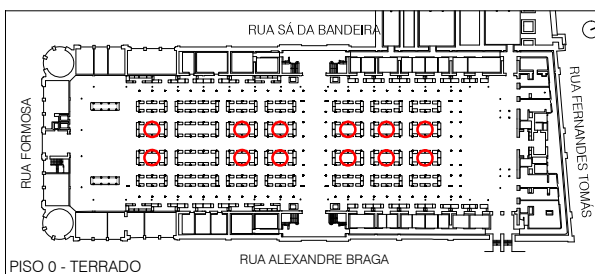 RUA SÁ DA BANDEIRA
RUA FORMOSA
RUA FERNANDES TOMÁS
RUA ALEXANDRE BRAGA
PISO 0 - TERRADO